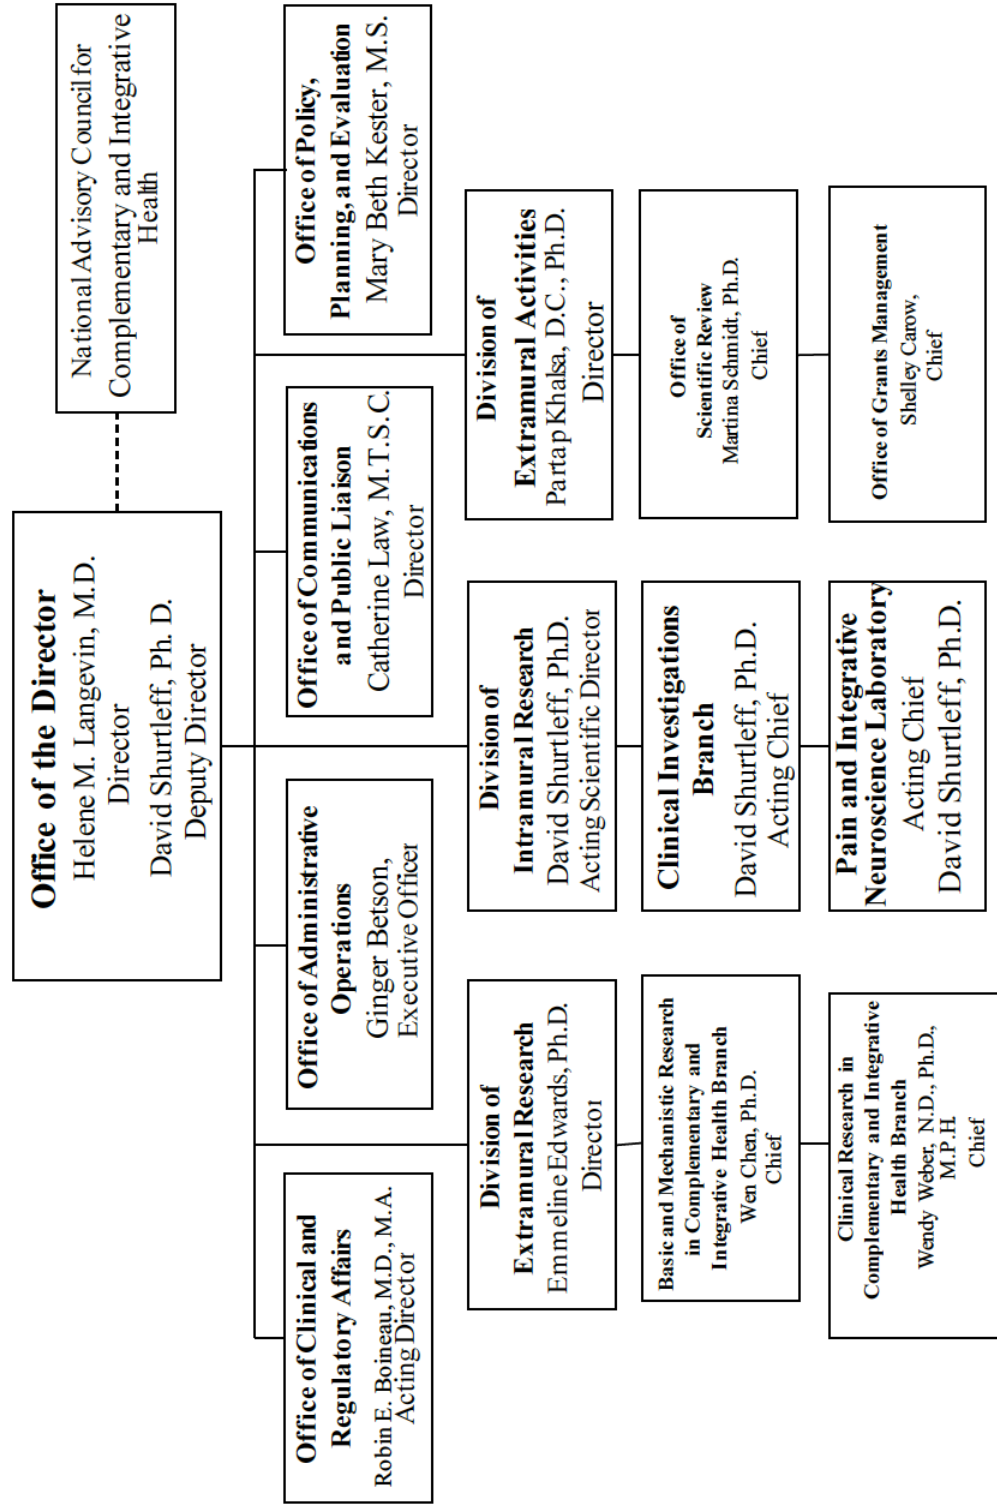 Office of the Director
Helene M. Langevin, M.D.
Director
David Shurtleff, Ph. D.
Deputy Director
National Advisory Council for
Complementary and Integrative
Health
Office of Clinical and
Regulatory Affairs
Robin E. Boineau, M.D., M.A.
Acting Director
Office of Administrative
Operations
Ginger Betson,
Executive Officer
Office of Communications
and Public Liaison
Catherine Law, M.T.S.C.
Director
Office of Policy,
Planning, and Evaluation
Mary Beth Kester, M.S.
Director
Division of
Extramural Research
Emmeline Edwards, Ph.D.
Director
Division of
Intramural Research
David Shurtleff, Ph.D.
Acting Scientific Director
Division of
Extramural Activities
Partap Khalsa, D.C., Ph.D.
Director
Basic and Mechanistic Research
in Complementary and
Integrative Health Branch
Wen Chen, Ph.D.
Chief
Clinical Investigations
Branch
David Shurtleff, Ph.D.
Acting Chief
Office of
Scientific Review
Martina Schmidt, Ph.D.
Chief
Clinical Research in
Complementary and Integrative
Health Branch
Wendy Weber, N.D., Ph.D.,
M.P.H.
Chief
Pain and Integrative
Neuroscience Laboratory
Acting Chief
David Shurtleff, Ph.D.
Office of Grants Management
Shelley Carow,
Chief